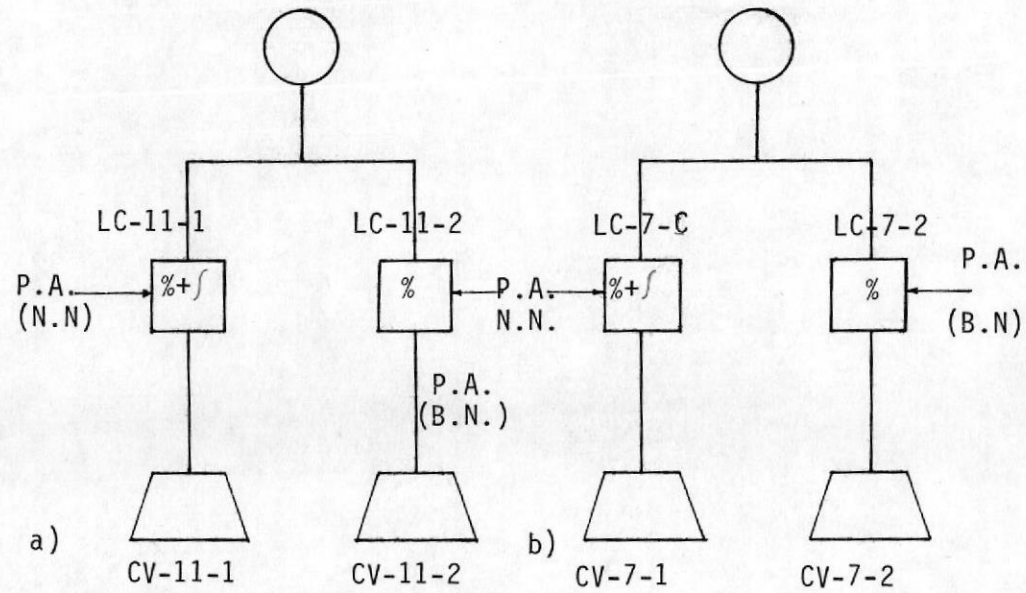 LC-11-1
LC-11-2
LC-7-C
LC-7-2
P.A.
(N.N)
%+∫
%
P.A.
N.N.
%+∫
%
P.A.
(B.N)
P.A.
(B.N.)
a)
CV-11-1
CV-11-2
b)
CV-7-1
CV-7-2